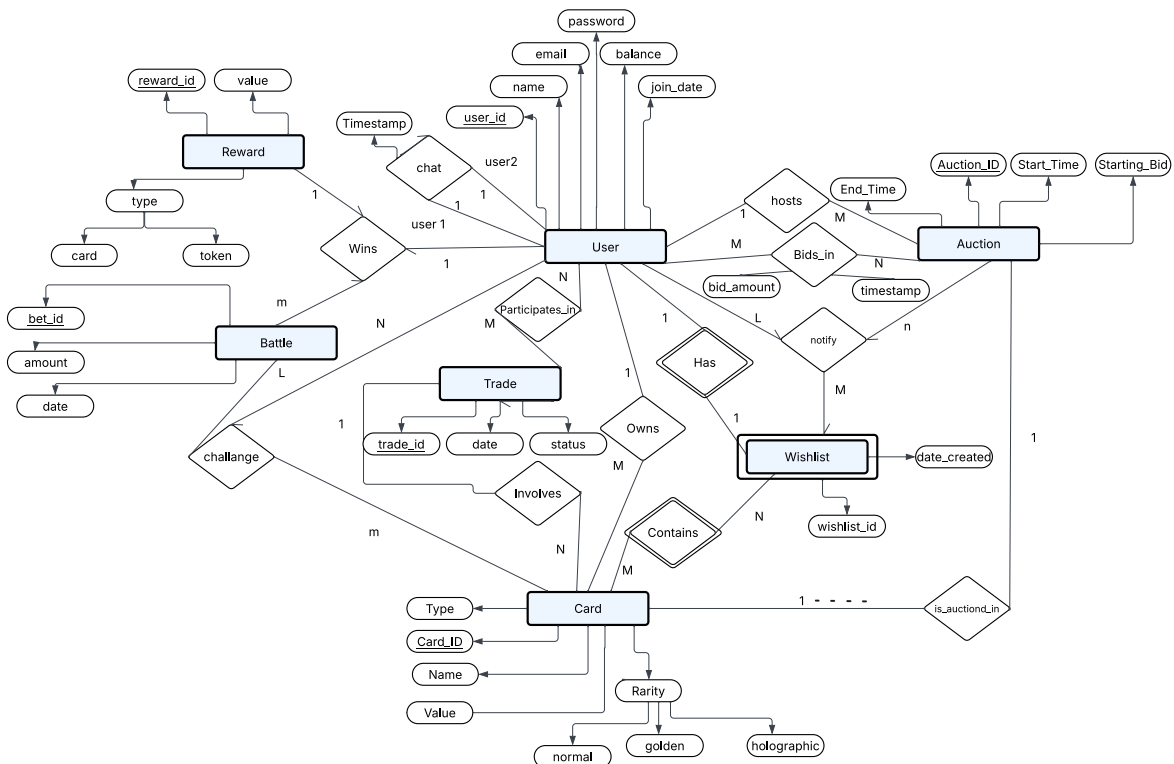 password
email
balance
reward_id
value
name
join_date
Timestamp
user_id
Reward
chat
user2
Auction_ID
Start_Time
Starting_Bid
End_Time
1
type
1
hosts
1
1
M
user 1
card
token
Wins
1
User
M
Bids_in
N
Auction
N
bid_amount
timestamp
m
Participates_in
bet_id
N
M
L
1
notify
n
Battle
amount
L
Has
date
Trade
1
M
1
1
Owns
1
trade_id
date
status
challange
M
Wishlist
date_created
Involves
N
wishlist_id
m
Contains
N
M
Type
Card
1 - - - -
is_auctiond_in
Card_ID
Name
Rarity
Value
normal
golden
holographic